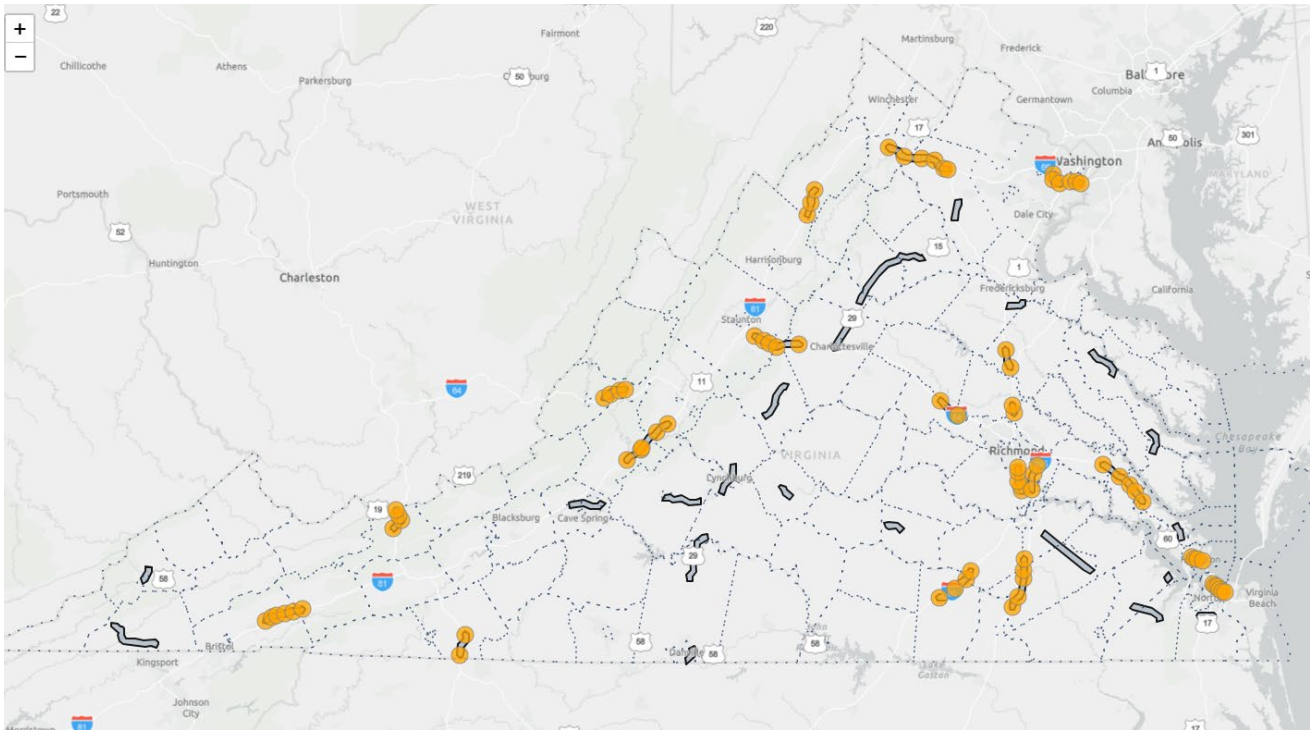 +
−
22
Fairmont
220
Martinsburg
Frederick
Chillicothe
Athens
Parkersburg
50
1
Columbia
Winchester
Germantown
17
50
301
Annapolis
Washington
MARYLAND
Portsmouth
WEST
VIRGINIA
52
Dale City
15
Huntington
Harrisonburg
Charleston
1
Fredericksburg
California
81
Staunton
29
Charlottesville
64
11
VIRGINIA
Richmond
Chesapeake
Bay
219
Lynchburg
19
Blacksburg
Cave Spring
60
29
58
81
Virginia
Beach
17
Bristol
58
58
58
Danville
Kingsport
Lake
Gaston
Johnson
City
81
17